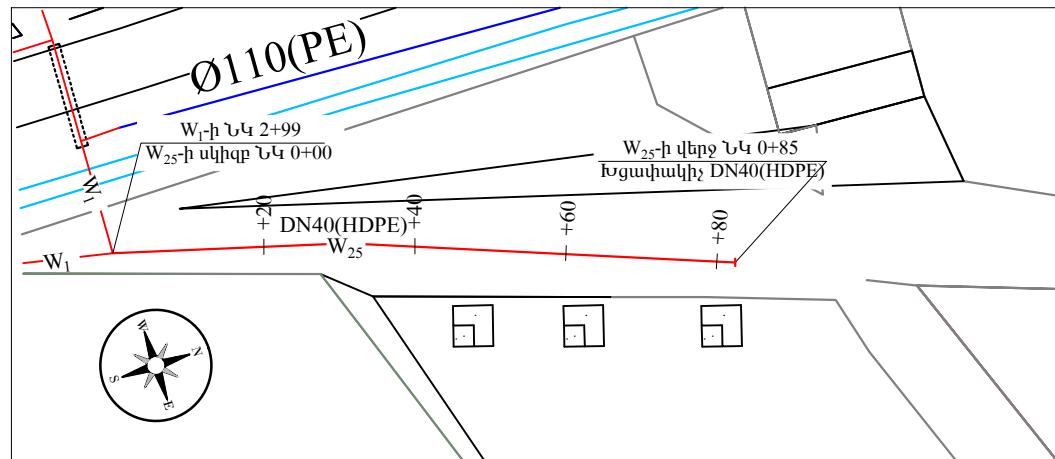 Ø110(PE)
W₁-ի ՆԿ 2+99
W₂₅-ի սկիզբ ՆԿ 0+00
W₂₅-ի վերջ ՆԿ 0+85
Խցափակիչ DN40(HDPE)
W₁
+20
+40
+60
+80
DN40(HDPE)
W₂₅
W₁
W
N
S
E